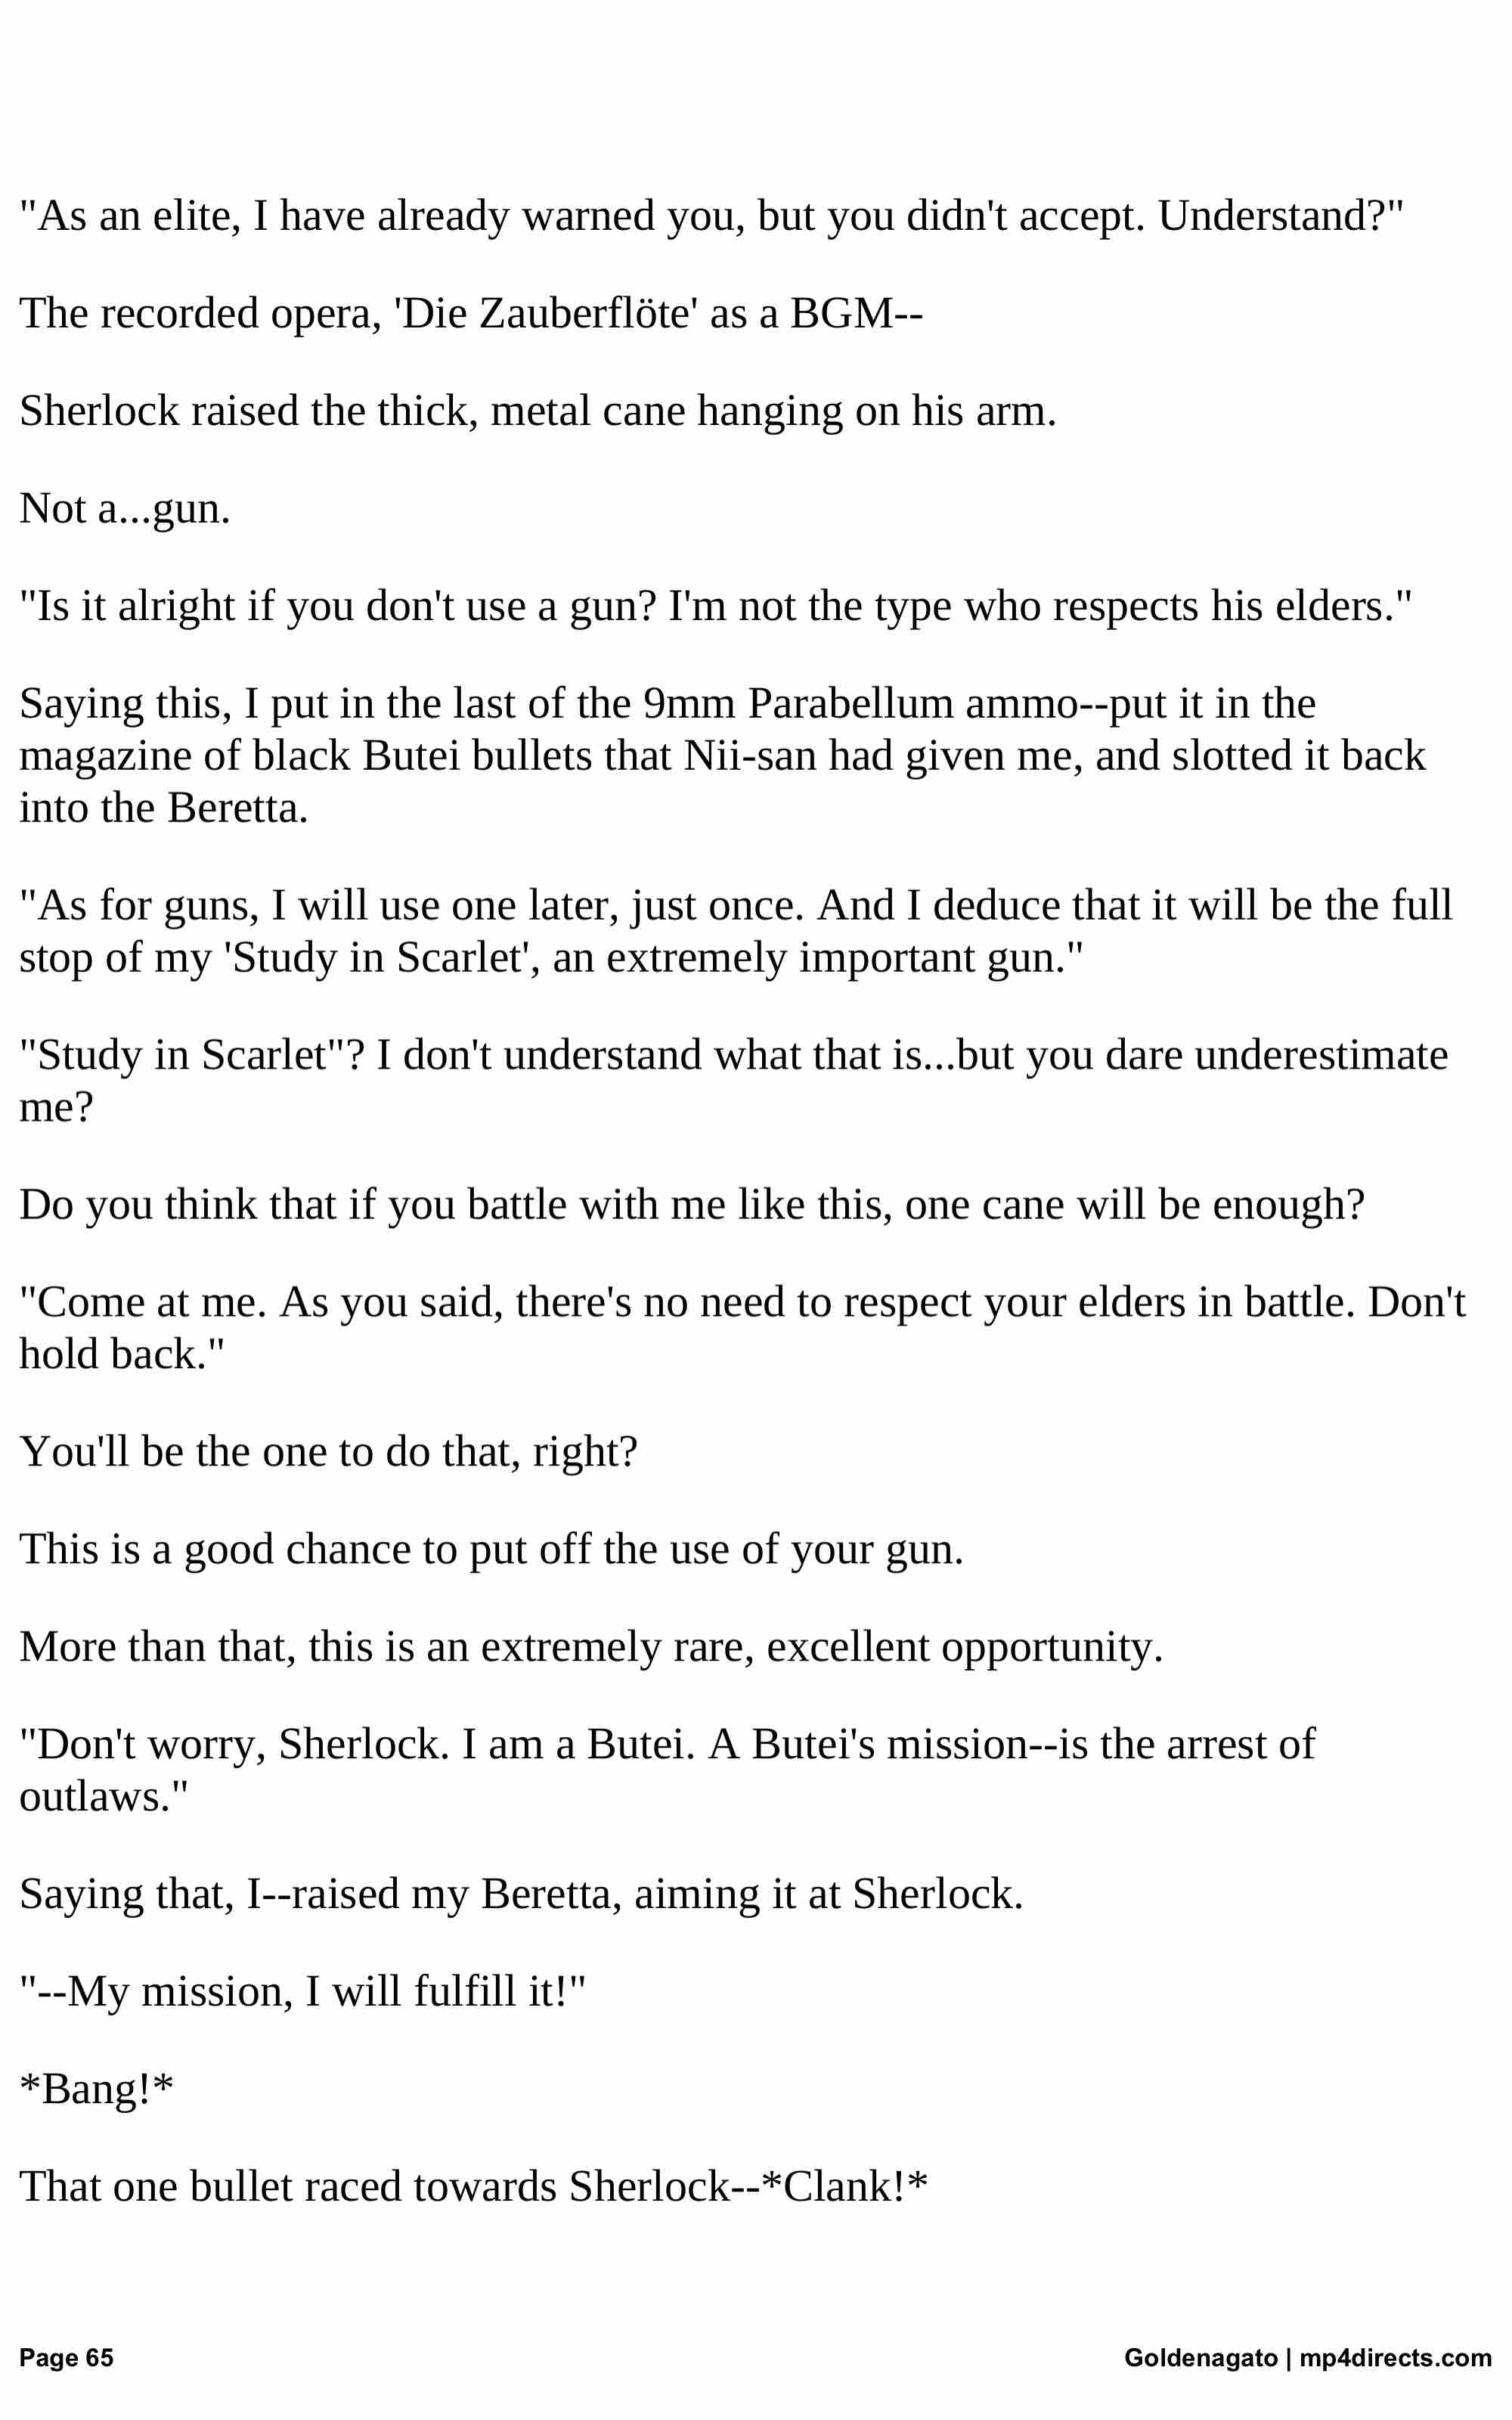 "As an elite, I have already warned you, but you didn't accept. Understand?"
The recorded opera, 'Die Zauberflöte' as a BGM--
Sherlock raised the thick, metal cane hanging on his arm.
Not a...gun.
"Is it alright if you don't use a gun? I'm not the type who respects his elders."
Saying this, I put in the last of the 9mm Parabellum ammo--put it in the
magazine of black Butei bullets that Nii-san had given me, and slotted it back
into the Beretta.
"As for guns, I will use one later, just once. And I deduce that it will be the full
stop of my 'Study in Scarlet', an extremely important gun."
"Study in Scarlet"? I don't understand what that is...but you dare underestimate
me?
Do you think that if you battle with me like this, one cane will be enough?
"Come at me. As you said, there's no need to respect your elders in battle. Don't
hold back."
You'll be the one to do that, right?
This is a good chance to put off the use of your gun.
More than that, this is an extremely rare, excellent opportunity.
"Don't worry, Sherlock. I am a Butei. A Butei's mission--is the arrest of
outlaws."
Saying that, I--raised my Beretta, aiming it at Sherlock.
"--My mission, I will fulfill it!"
*Bang!*
That one bullet raced towards Sherlock--*Clank!*
Page 65
Goldenagato | mp4directs.com